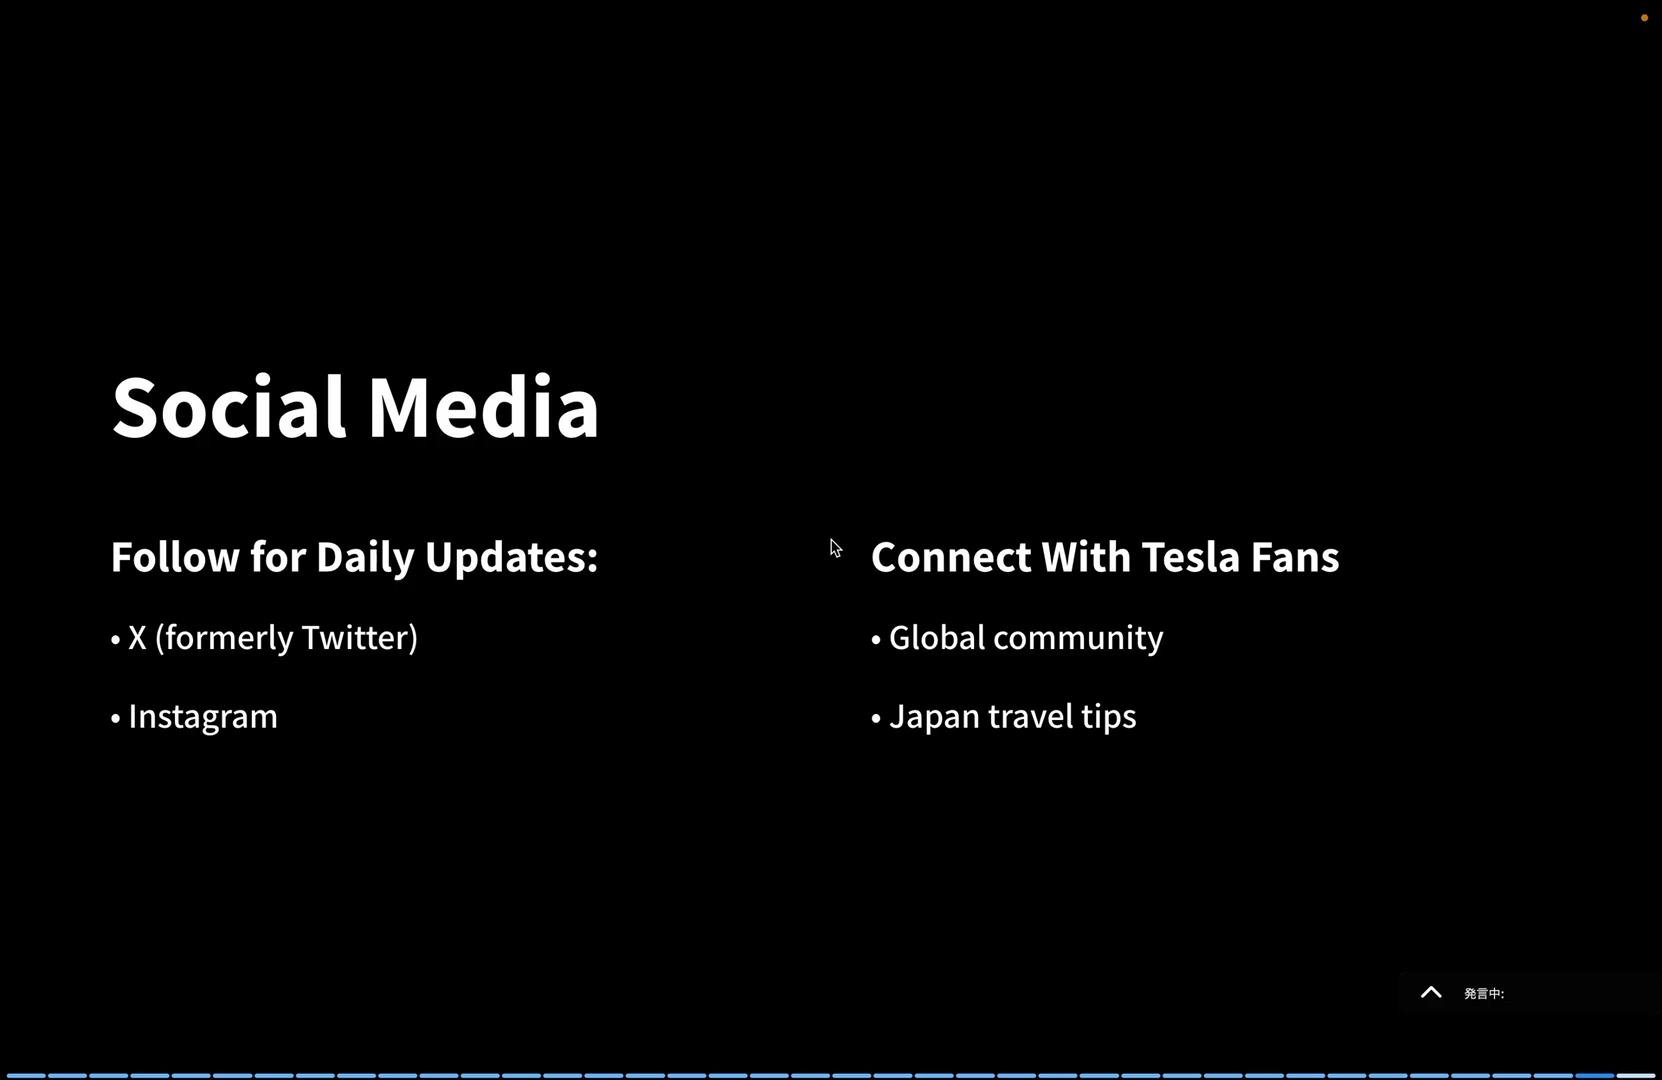 Social Media
Follow for Daily Updates:
• X (formerly Twitter)
• Instagram
Connect With Tesla Fans
• Global community
• Japan travel tips
発言中: